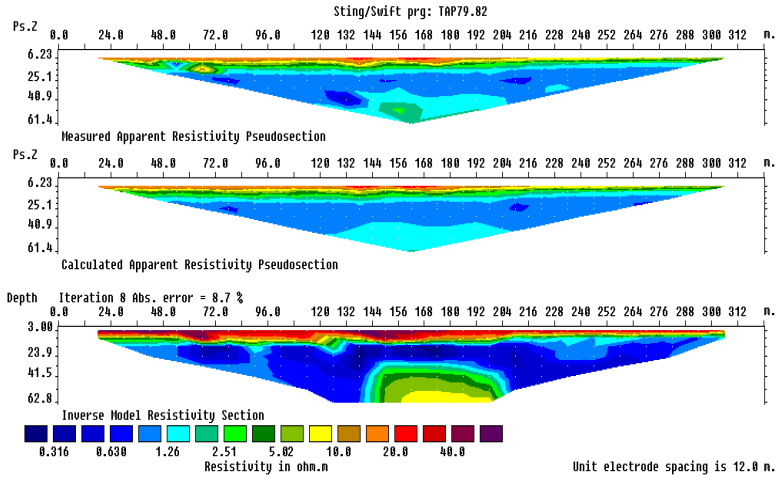 Sting/Swift prg: TAP79.82
Ps.Z
0.0 24.0 48.0 72.0 96.0 120 132 144 156 168 180 192 204 216 228 240 252 264 276 288 300 312 m.
6.23
25.1
40.9
61.4
Measured Apparent Resistivity Pseudosection
Ps.Z
0.0 24.0 48.0 72.0 96.0 120 132 144 156 168 180 192 204 216 228 240 252 264 276 288 300 312 m.
6.23
25.1
40.9
61.4
Calculated Apparent Resistivity Pseudosection
Depth Iteration 8 Abs. error = 8.7 %
0.0 24.0 48.0 72.0 96.0 120 132 144 156 168 180 192 204 216 228 240 252 264 276 288 300 312 m.
3.00
23.9
41.5
62.8
Inverse Model Resistivity Section
0.316 0.630 1.26 2.51 5.02 10.0 20.0 40.0
Resistivity in ohm.m
Unit electrode spacing is 12.0 m.